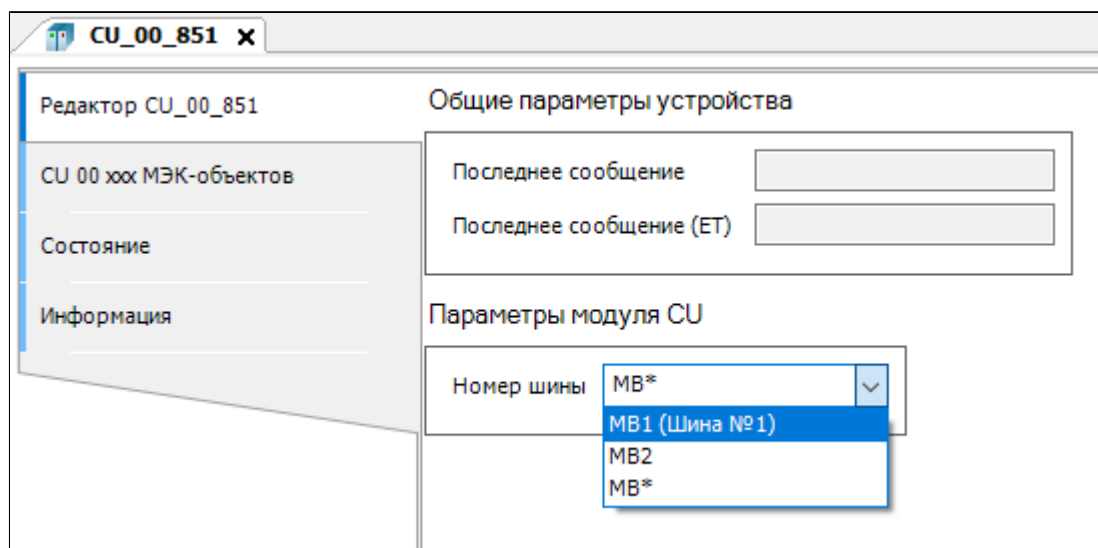 CU_00_851
Редактор CU_00_851
CU 00 xxx МЭК-объектов
Состояние
Информация
Общие параметры устройства
Последнее сообщение
Последнее сообщение (ET)
Параметры модуля CU
Номер шины MB*
MB1 (Шина №1)
MB2
MB*